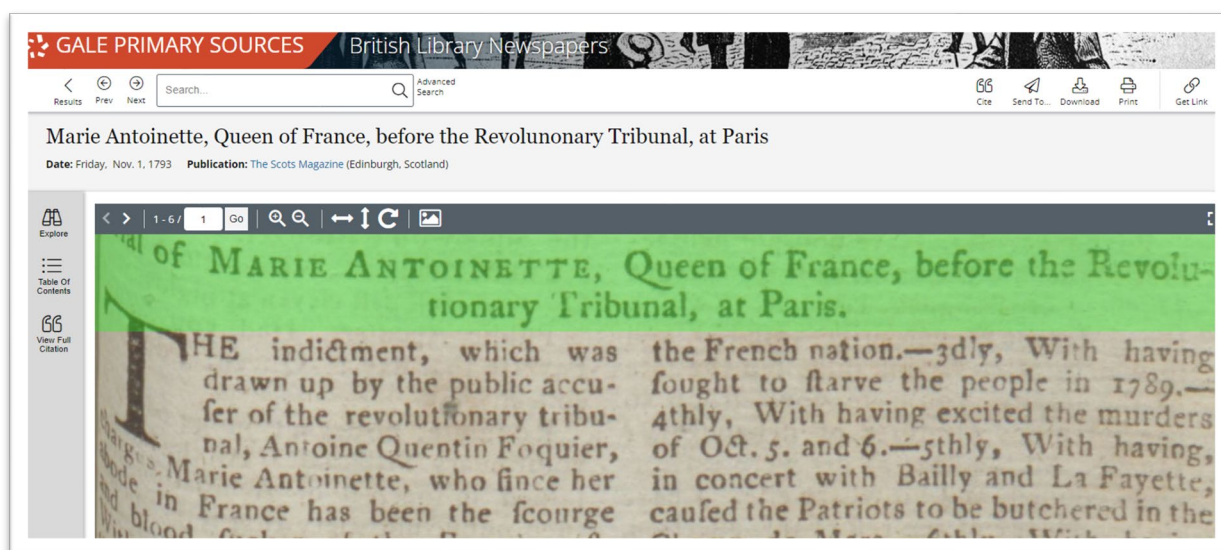 GALE PRIMARY SOURCES
British Library Newspapers
Results
Prev
Next
Search...
Advanced
Search
Cite
Send To...
Download
Print
Get Link
Marie Antoinette, Queen of France, before the Revolunonary Tribunal, at Paris
Date: Friday, Nov. 1, 1793 Publication: The Scots Magazine (Edinburgh, Scotland)
Explore
Table Of
Contents
View Full
Citation
1 - 6 / 1 Go
of MARIE ANTOINETTE, Queen of France, before the Revolu-
tionary Tribunal, at Paris.
THE indictment, which was
drawn up by the public accu-
ſer of the revolutionary tribu-
nal, Antoine Quentin Foquier,
charges Marie Antoinette, who ſince her
abode in France has been the ſcourge
and blood
the French nation.—3dly, With having
ſought to ſtarve the people in 1789.—
4thly, With having excited the murders
of Oct. 5. and 6.—5thly, With having,
in concert with Bailly and La Fayette,
cauſed the Patriots to be butchered in the